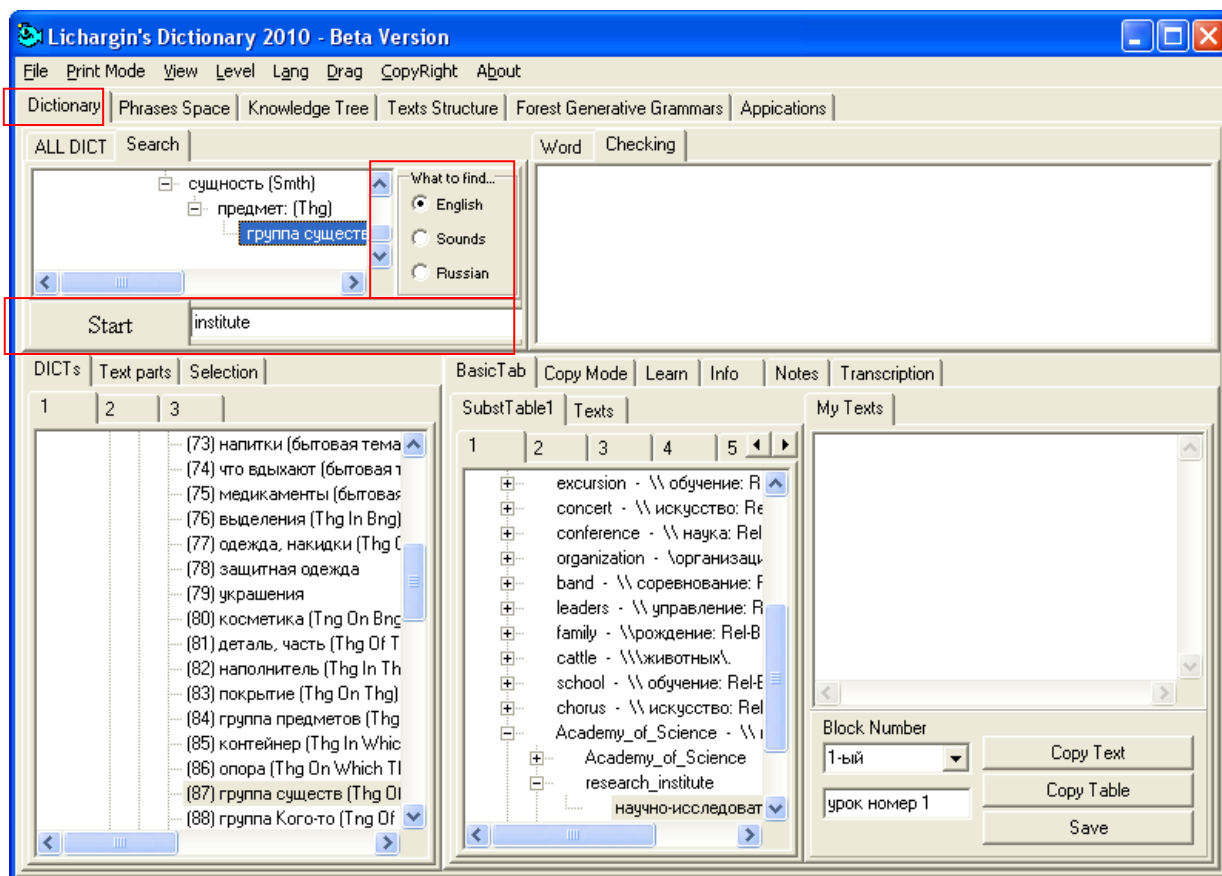 Lichargin's Dictionary 2010 - Beta Version
File Print Mode View Level Lang Drag CopyRight About
Dictionary Phrases Space Knowledge Tree Texts Structure Forest Generative Grammars Appications
ALL DICT Search
сущность (Smth)
предмет: (Thg)
группа существ
What to find...
English
Sounds
Russian
Start institute
Word Checking
DICTs Text parts Selection
1 2 3
(73) напитки (бытовая тема
(74) что вдыхают (бытовая т
(75) медикаменты (бытовая
(76) выделения (Thg In Bng)
(77) одежда, накидки (Thg
(78) защитная одежда
(79) украшения
(80) косметика (Tng On Bng
(81) деталь, часть (Thg Of T
(82) наполнитель (Thg In Th
(83) покрытие (Thg On Thg)
(84) группа предметов (Thg
(85) контейнер (Thg In Whic
(86) опора (Thg On Which
(87) группа существ (Thg
(88) группа Кого-то (Tng Of
BasicTab Copy Mode Learn Info Notes Transcription
SubstTable1 Texts
1 2 3 4 5
excursion - \\ обучение: R
concert - \\ искусство: Re
conference - \\ наука: Rel
organization - \организаци
band - \\ соревнование:
leaders - \\ управление: R
family - \\рождение: Rel-B
cattle - \\\животных\.
school - \\ обучение: Rel-
chorus - \\ искусство: Rel
Academy_of_Science - \\
Academy_of_Science
research_institute
научно-исследоват
My Texts
Block Number
1-ый
урок номер 1
Copy Text
Copy Table
Save